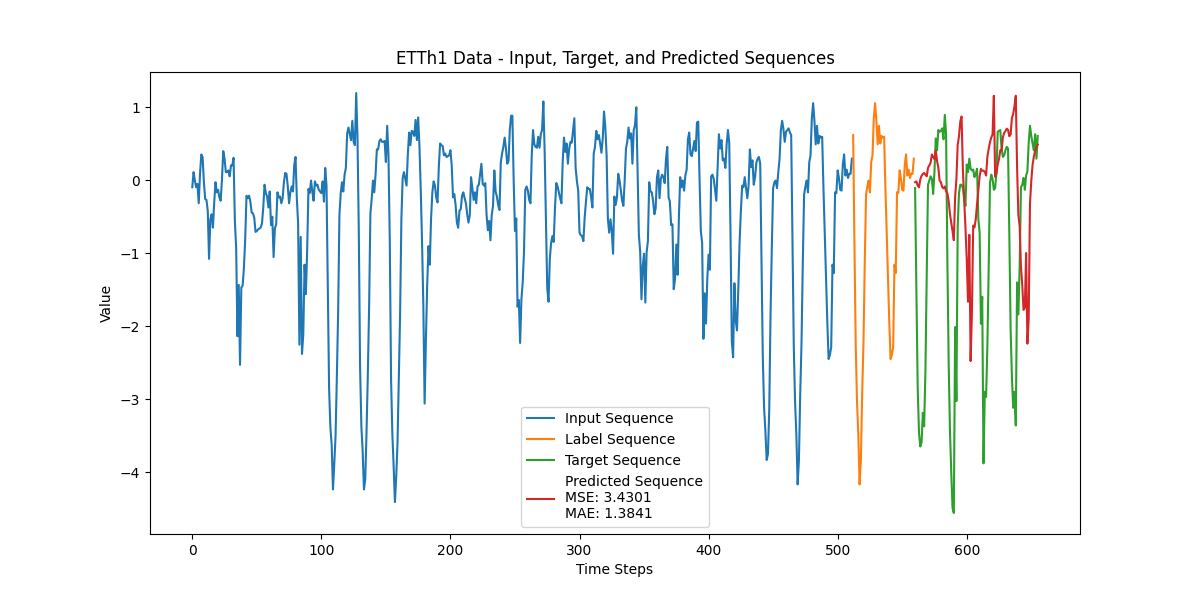 ETTh1 Data - Input, Target, and Predicted Sequences
1
0
−1
−2
−3
−4
Value
Input Sequence
Label Sequence
Target Sequence
Predicted Sequence
MSE: 3.4301
MAE: 1.3841
0 100 200 300 400 500 600
Time Steps